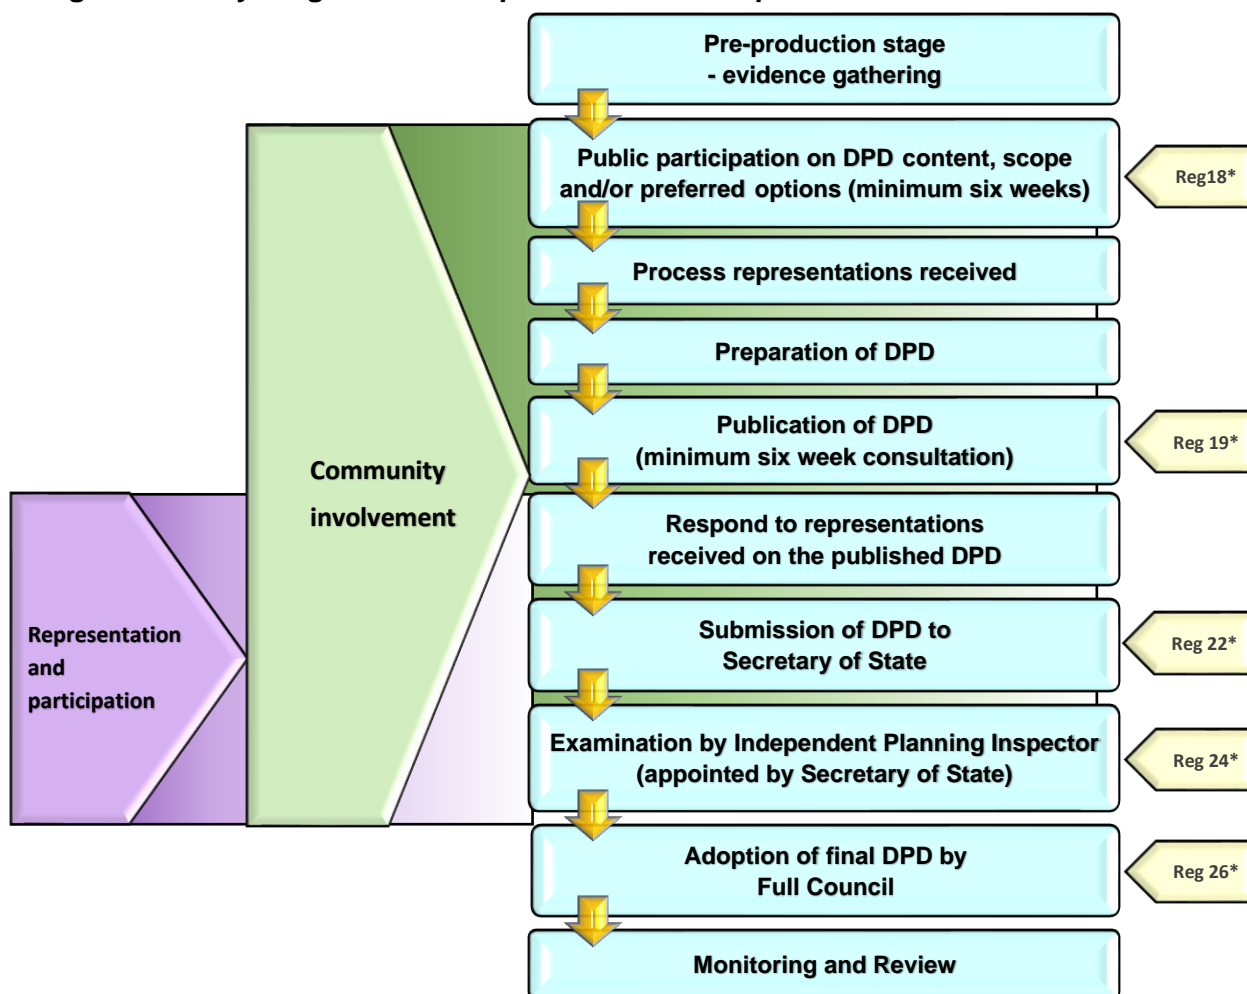 Pre-production stage
- evidence gathering
Public participation on DPD content, scope
and/or preferred options (minimum six weeks)
Reg18*
Process representations received
Preparation of DPD
Publication of DPD
(minimum six week consultation)
Reg 19*
Community
involvement
Respond to representations
received on the published DPD
Representation
and
participation
Submission of DPD to
Secretary of State
Reg 22*
Examination by Independent Planning Inspector
(appointed by Secretary of State)
Reg 24*
Adoption of final DPD by
Full Council
Reg 26*
Monitoring and Review